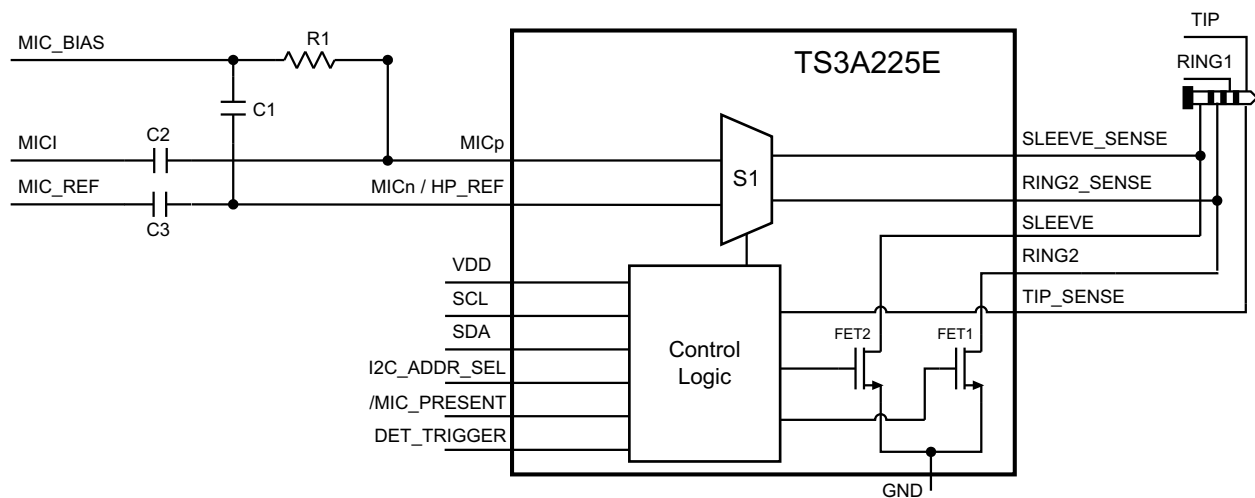 TIP
MIC_BIAS
R1
TS3A225E
RING1
C1
C2
MICI
MICp
SLEEVE_SENSE
MIC_REF
MICn / HP_REF
S1
RING2_SENSE
C3
SLEEVE
RING2
VDD
TIP_SENSE
SCL
SDA
FET2
FET1
Control
Logic
I2C_ADDR_SEL
/MIC_PRESENT
DET_TRIGGER
GND